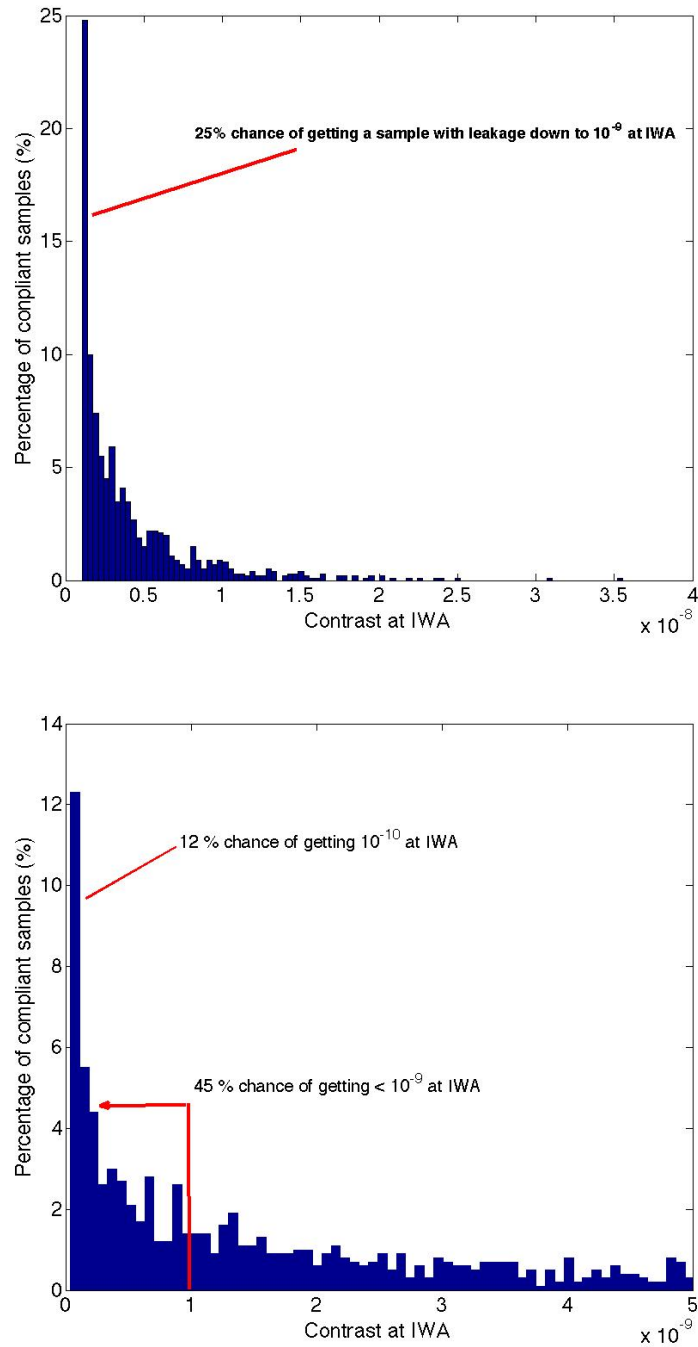 25
20
15
10
5
0
Percentage of conpliant samples (%)
25% chance of getting a sample with leakage down to 10⁻⁹ at IWA
0 0.5 1 1.5 2 2.5 3 3.5 4
x 10⁻⁸
Contrast at IWA
14
12
10
8
6
4
2
0
Percentage of compliant samples (%)
12 % chance of getting 10⁻¹⁰ at IWA
45 % chance of getting < 10⁻⁹ at IWA
0 1 2 3 4 5
x 10⁻⁹
Contrast at IWA